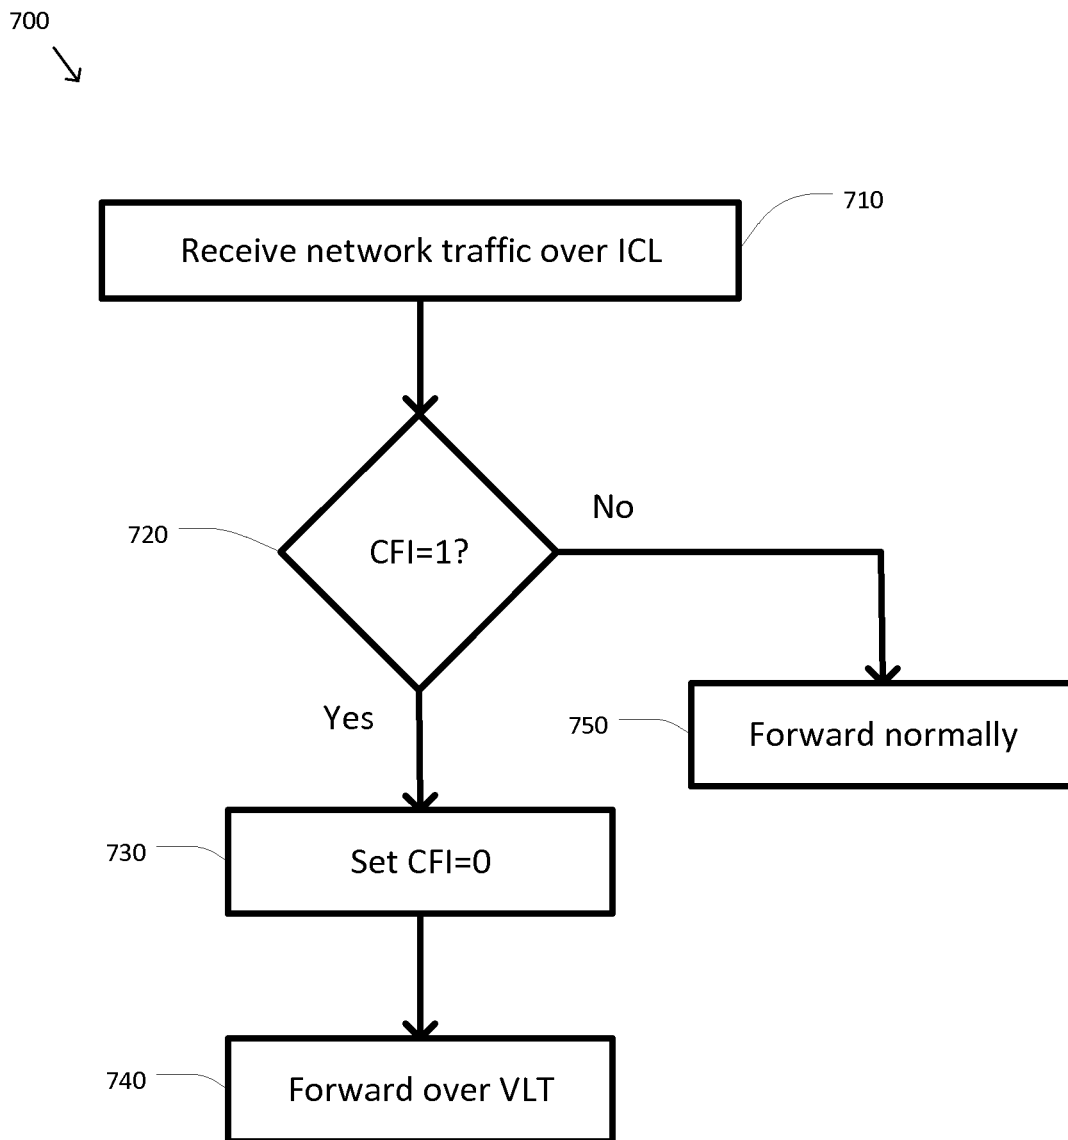 700
Receive network traffic over ICL
710
720
CFI=1?
No
Yes
750
Forward normally
730
Set CFI=0
740
Forward over VLT